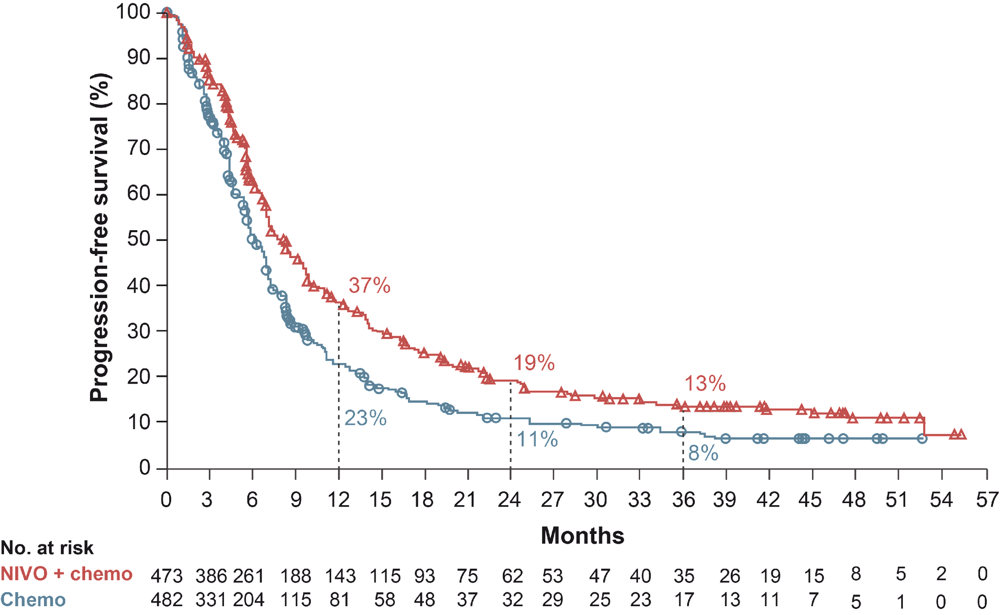 Progression-free survival (%)
100
90
80
70
60
50
40
30
20
10
0
37%
23%
19%
11%
13%
8%
0 3 6 9 12 15 18 21 24 27 30 33 36 39 42 45 48 51 54 57
Months
No. at risk
NIVO + chemo 473 386 261 188 143 115 93 75 62 53 47 40 35 26 19 15 8 5 2 0
Chemo 482 331 204 115 81 58 48 37 32 29 25 23 17 13 11 7 5 1 0 0